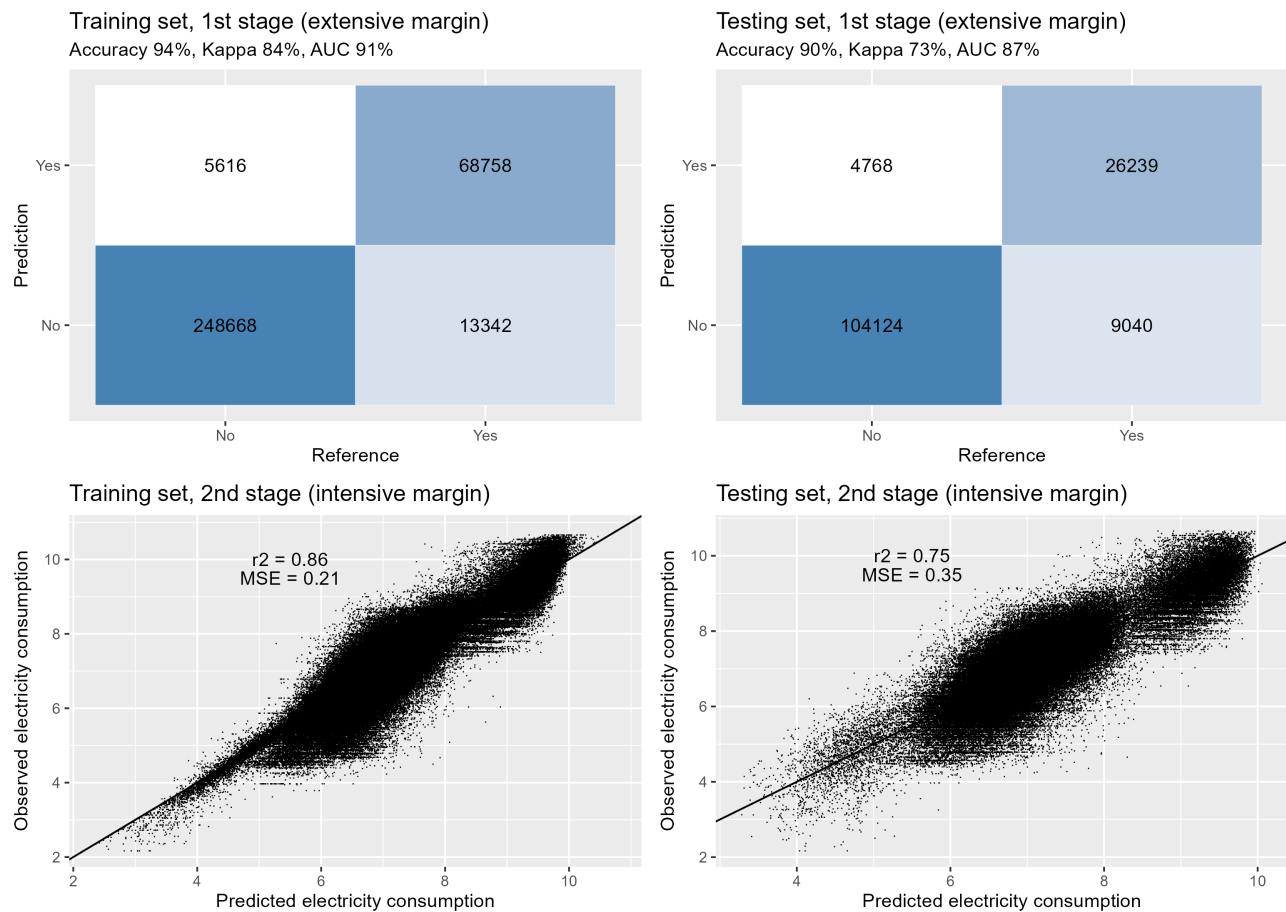 Training set, 1st stage (extensive margin)
Accuracy 94%, Kappa 84%, AUC 91%
Prediction
Yes
No
5616
68758
248668
13342
No
Yes
Reference
Testing set, 1st stage (extensive margin)
Accuracy 90%, Kappa 73%, AUC 87%
Prediction
Yes
No
4768
26239
104124
9040
No
Yes
Reference
Training set, 2nd stage (intensive margin)
Observed electricity consumption
10
8
6
4
2
r2 = 0.86
MSE = 0.21
2
4
6
8
10
Predicted electricity consumption
Testing set, 2nd stage (intensive margin)
Observed electricity consumption
10
8
6
4
2
r2 = 0.75
MSE = 0.35
4
6
8
10
Predicted electricity consumption